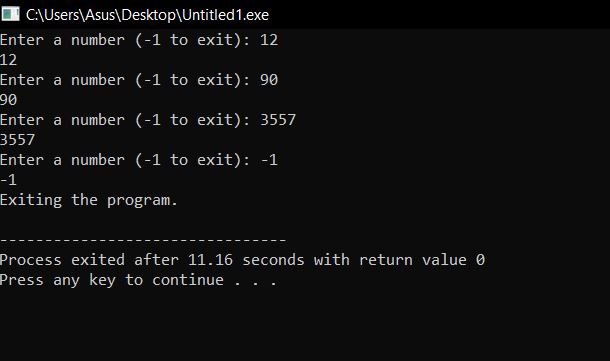 C:\Users\Asus\Desktop\Untitled1.exe
Enter a number (-1 to exit): 12
12
Enter a number (-1 to exit): 90
90
Enter a number (-1 to exit): 3557
3557
Enter a number (-1 to exit): -1
-1
Exiting the program.
--------------------------------
Process exited after 11.16 seconds with return value 0
Press any key to continue . . .